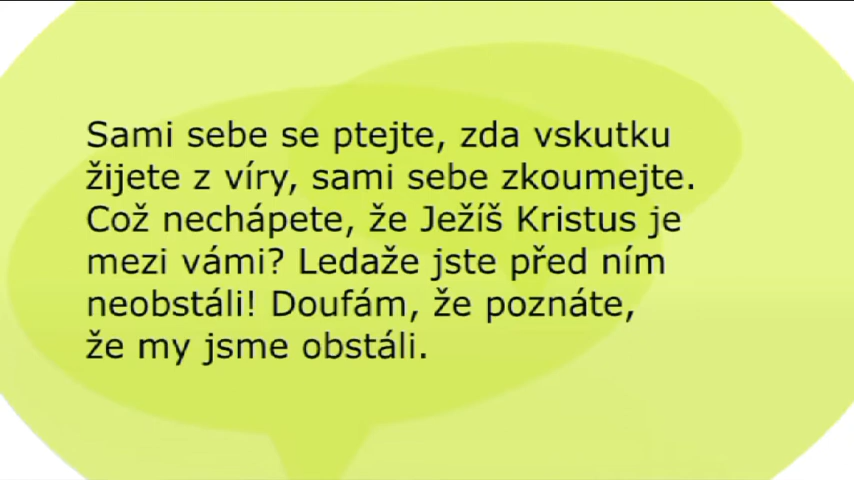 Sami sebe se ptejte, zda vskutku
žijete z víry, sami sebe zkoumejte.
Což nechápete, že Ježíš Kristus je
mezi vámi? Ledaže jste před ním
neobstáli! Doufám, že poznáte,
že my jsme obstáli.